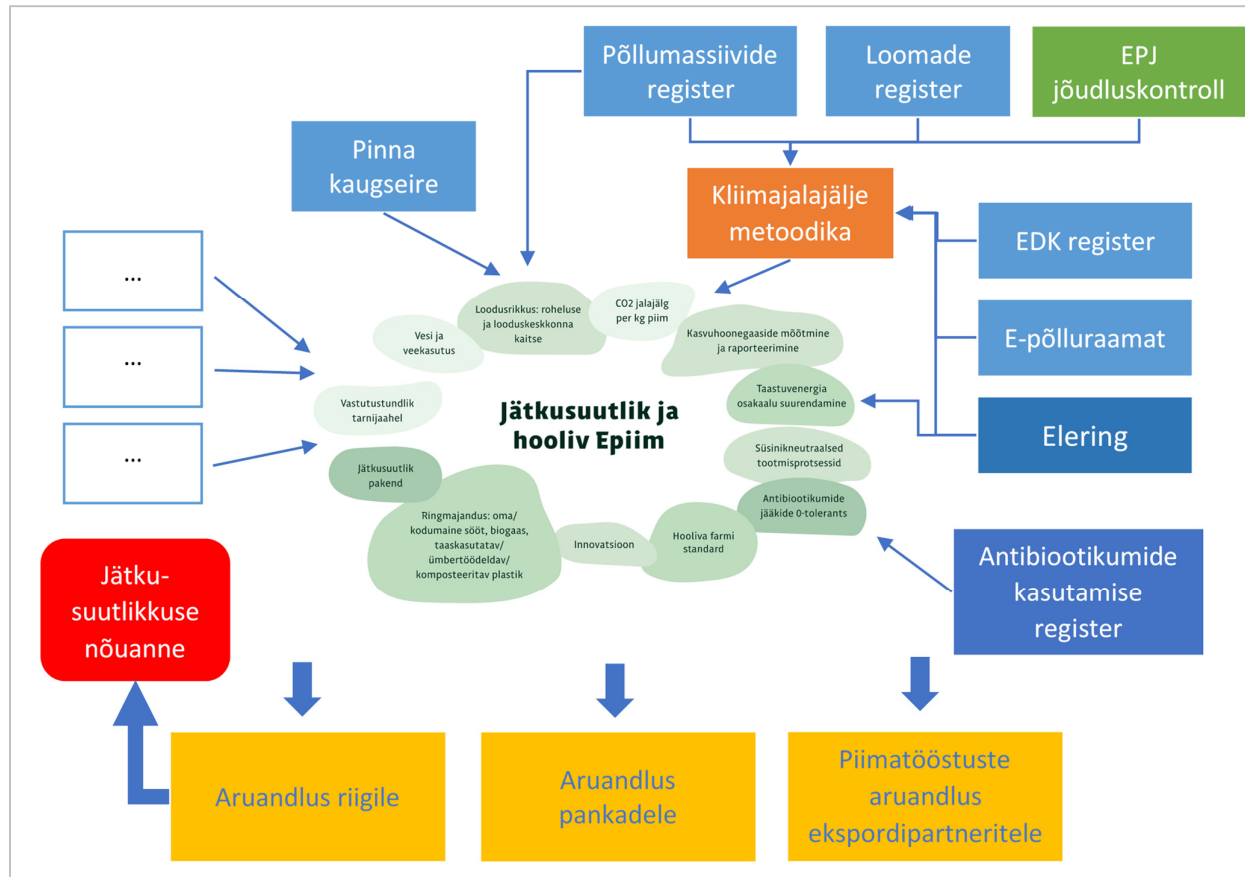 Põllumassiivide
register
Loomade
register
EPJ
jõudluskontroll
Pinna
kaugseire
Kliimajalajälje
metoodika
EDK register
E-põlluraamat
Elering
...
...
...
Loodusrikkus: roheluse
ja looduskeskkonna
kaitse
CO2 jalajälg
per kg piim
Vesi ja
veekasutus
Kasvuhoonegaaside mõõtmine
ja raporteerimine
Vastutustundlik
tarnijaahel
Taastuvenergia
osakaalu suurendamine
Jätkusuutlik ja
hooliv Epiim
Süsinikneutraalsed
tootmisprotsessid
Jätkusuutlik
pakend
Antibiootikumide
jääkide 0-tolerants
Ringmajandus: oma/
kodumaine sööt, biogaas,
taaskasutatav/
ümbertöödeldav/
komposteeritav plastik
Innovatsioon
Hooliva farmi
standard
Jätku-
suutlikkuse
nõuanne
Antibiootikumide
kasutamise
register
Aruandlus riigile
Aruandlus
pankadele
Piimatööstuste
aruandlus
ekspordipartneritele